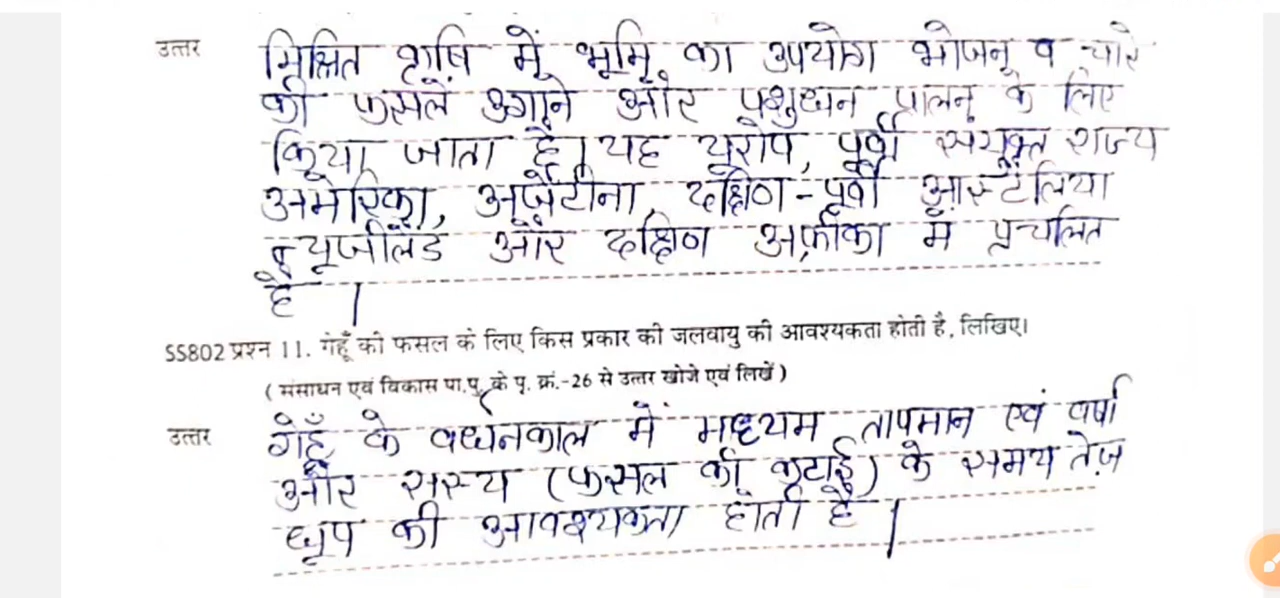 उत्तर मिश्रित कृषि में भूमि का उपयोग भोजन व चारे
की फसलें उगाने और पशुधन पालन के लिए
किया जाता है। यह यूरोप, पूर्वी सयुक्त राज्य
अमेरिका, अर्जेंटीना, दक्षिण-पूर्वी आस्टेलिया
न्यूजीलैंड और दक्षिण अफ्रीका में प्रचलित
है ।
SS802 प्रश्न 11. गेहूँ की फसल के लिए किस प्रकार की जलवायु की आवश्यकता होती है, लिखिए।
( संसाधन एवं विकास पा.पु. के पृ. क्रं.-26 से उत्तर खोजे एवं लिखें )
उत्तर गेहूँ के वर्धनकाल में माध्यम तापमान एवं वर्षा
और सस्य (फसल की कटाई) के समय तेज़
धूप की आवश्यकता होती है ।